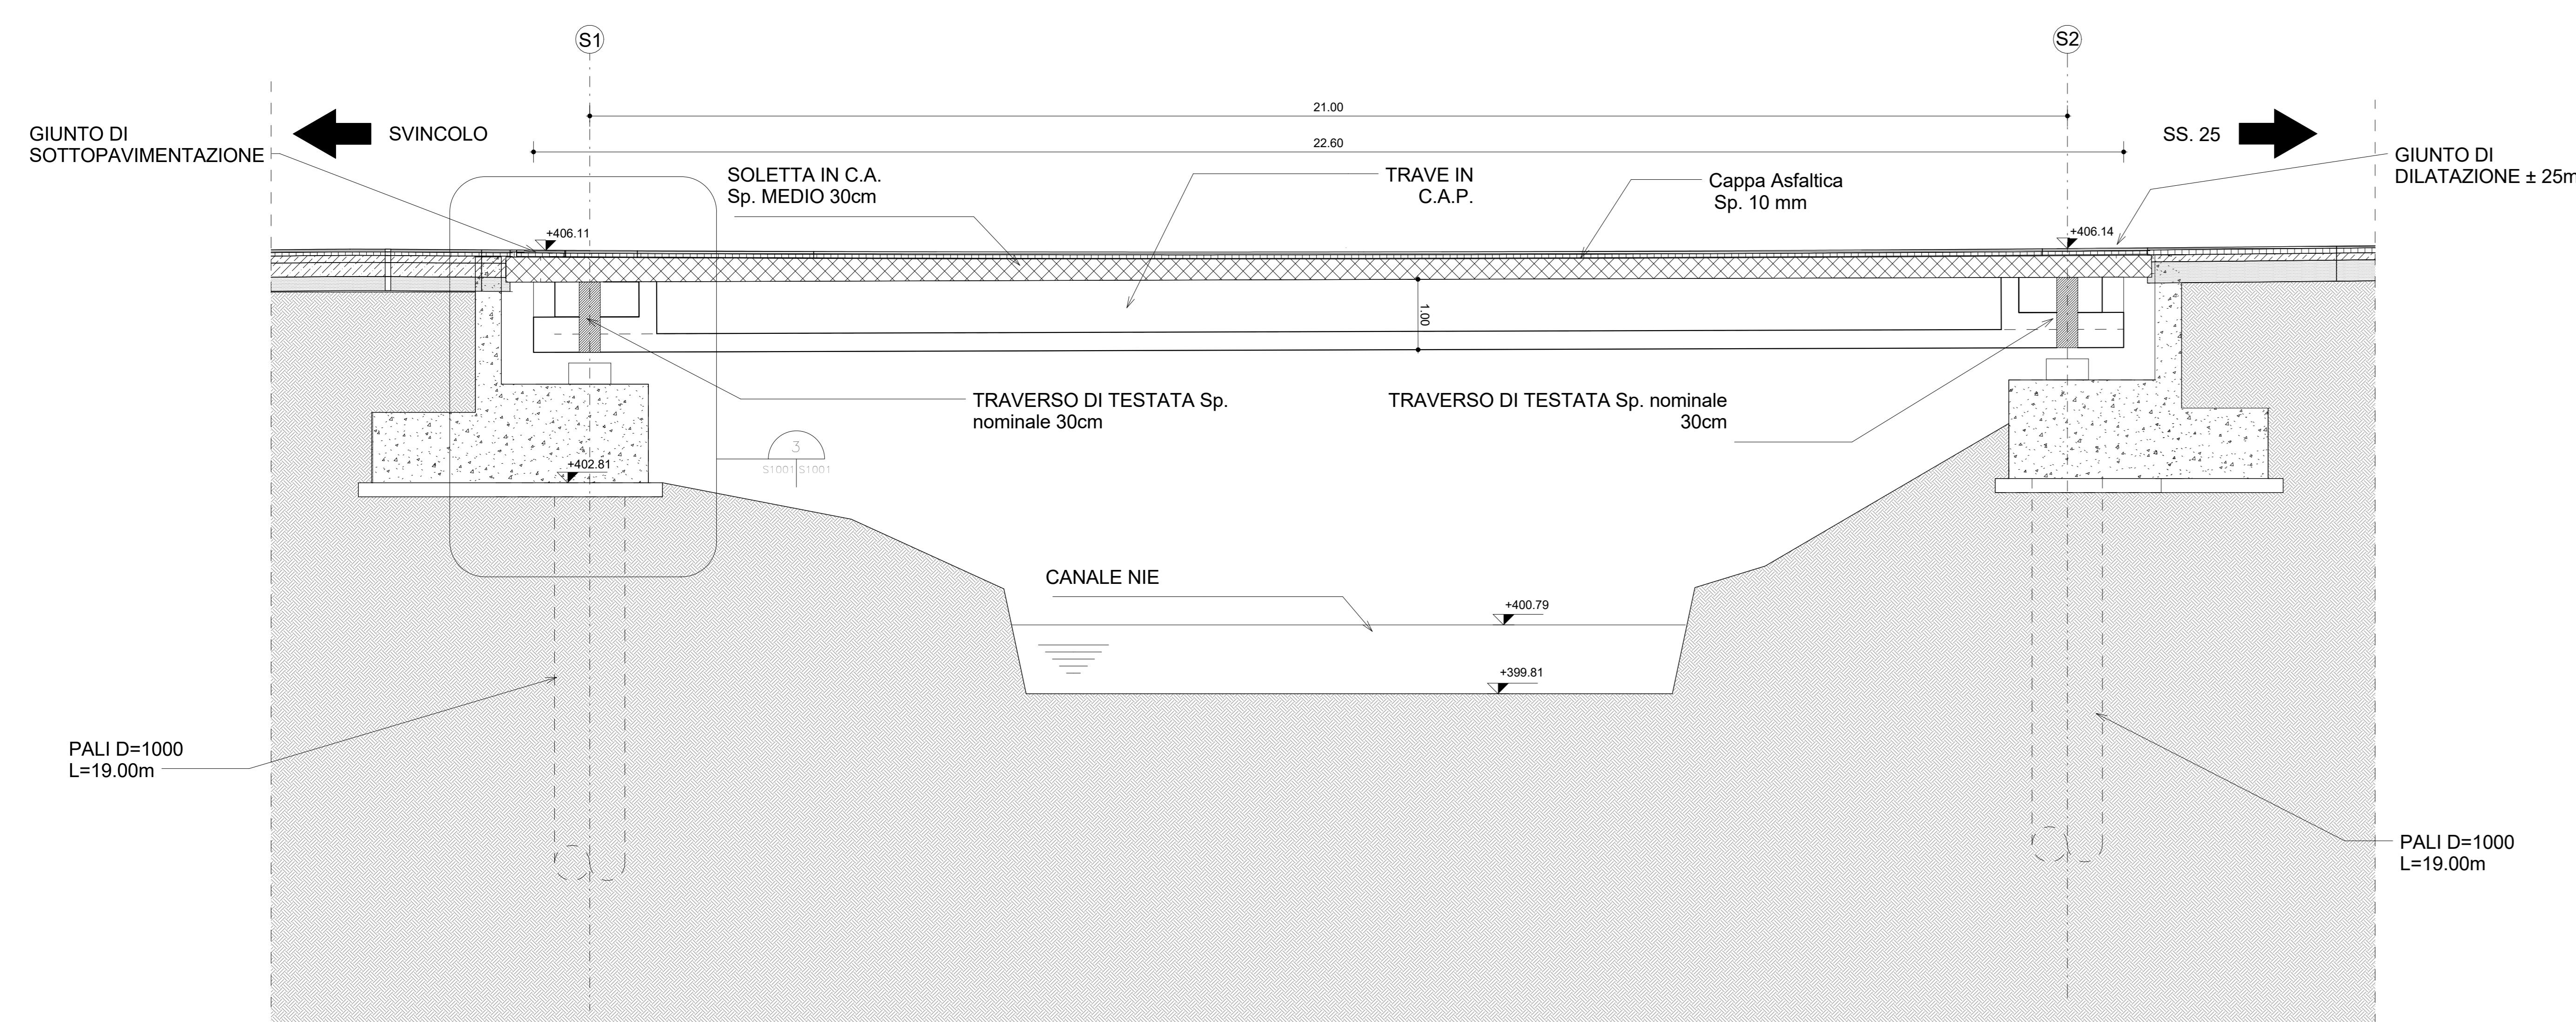 S1
S2
21.00
22.60
GIUNTO DI
SOTTOPAVIMENTAZIONE
SVINCOLO
SS. 25
GIUNTO DI
DILATAZIONE ± 25m
SOLETTA IN C.A.
Sp. MEDIO 30cm
TRAVE IN
C.A.P.
Cappa Asfaltica
Sp. 10 mm
+406.11
+406.14
1.00
TRAVERSO DI TESTATA Sp.
nominale 30cm
TRAVERSO DI TESTATA Sp. nominale
30cm
3
S1001 S1001
+402.81
CANALE NIE
+400.79
+399.81
PALI D=1000
L=19.00m
PALI D=1000
L=19.00m